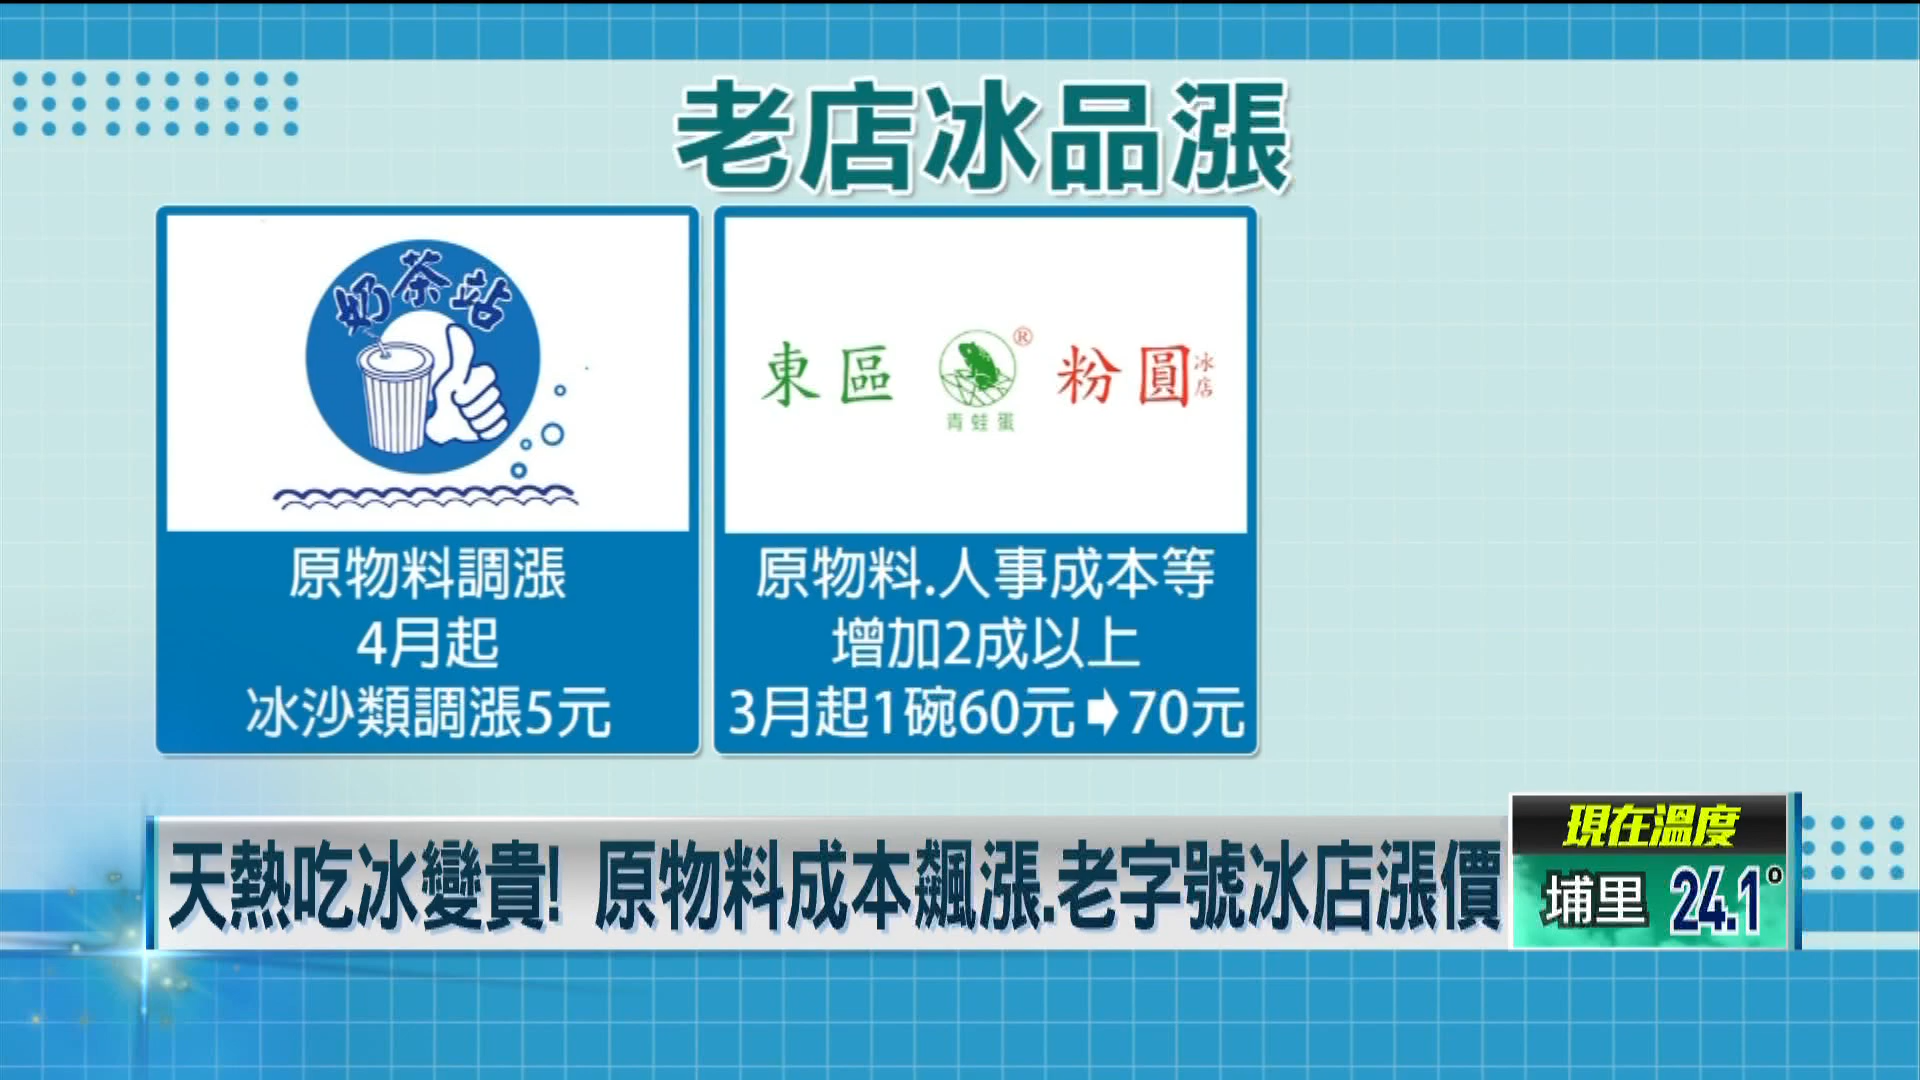 老店冰品漲
奶茶站
原物料調漲
4月起
冰沙類調漲5元
東區 ® 粉圓冰店
青蛙蛋
原物料.人事成本等
增加2成以上
3月起1碗60元➡70元
天熱吃冰變貴! 原物料成本飆漲.老字號冰店漲價
現在溫度
埔里 24.1°